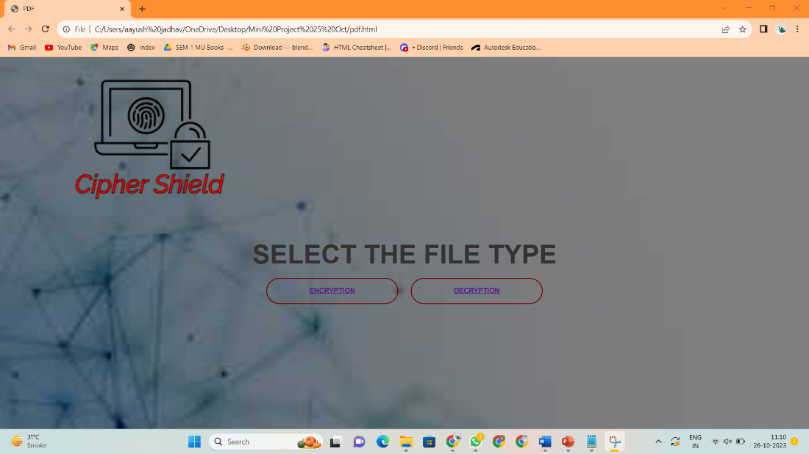 PDF
File
C:/Users/aayush%20jadhav/OneDrive/Desktop/Mini%20Project%2025%20Oct/pdf.html
Gmail YouTube Maps Index SEM 1 MU Books -... Download — blend... HTML Cheatsheet |... • Discord | Friends Autodesk Educatio...
Cipher Shield
SELECT THE FILE TYPE
ENCRYPTION DECRYPTION
31°C
Smoke
Search
ENG
IN
11:10
26-10-2023